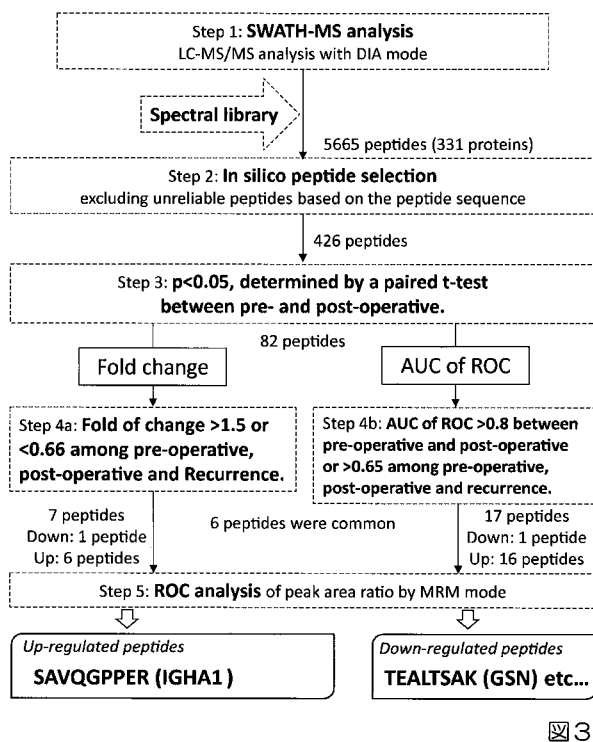 Step 1: SWATH-MS analysis
LC-MS/MS analysis with DIA mode
Spectral library
5665 peptides (331 proteins)
Step 2: In silico peptide selection
excluding unreliable peptides based on the peptide sequence
426 peptides
Step 3: p<0.05, determined by a paired t-test
between pre- and post-operative.
82 peptides
Fold change
AUC of ROC
Step 4a: Fold of change >1.5 or
<0.66 among pre-operative,
post-operative and Recurrence.
Step 4b: AUC of ROC >0.8 between
pre-operative and post-operative
or >0.65 among pre-operative,
post-operative and recurrence.
7 peptides
Down: 1 peptide
Up: 6 peptides
6 peptides were common
17 peptides
Down: 1 peptide
Up: 16 peptides
Step 5: ROC analysis of peak area ratio by MRM mode
Up-regulated peptides
SAVQGPPER (IGHA1)
Down-regulated peptides
TEALTSAK (GSN) etc...
図3